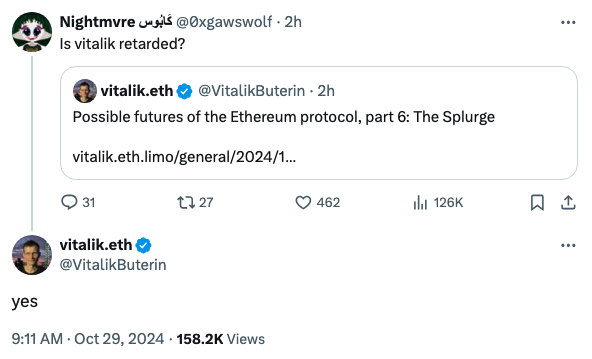 Nightmvre كَابُوس @0xgawswolf · 2h
Is vitalik retarded?
vitalik.eth @VitalikButerin · 2h
Possible futures of the Ethereum protocol, part 6: The Splurge
vitalik.eth.limo/general/2024/1...
31 27 462 126K
vitalik.eth
@VitalikButerin
yes
9:11 AM · Oct 29, 2024 · 158.2K Views